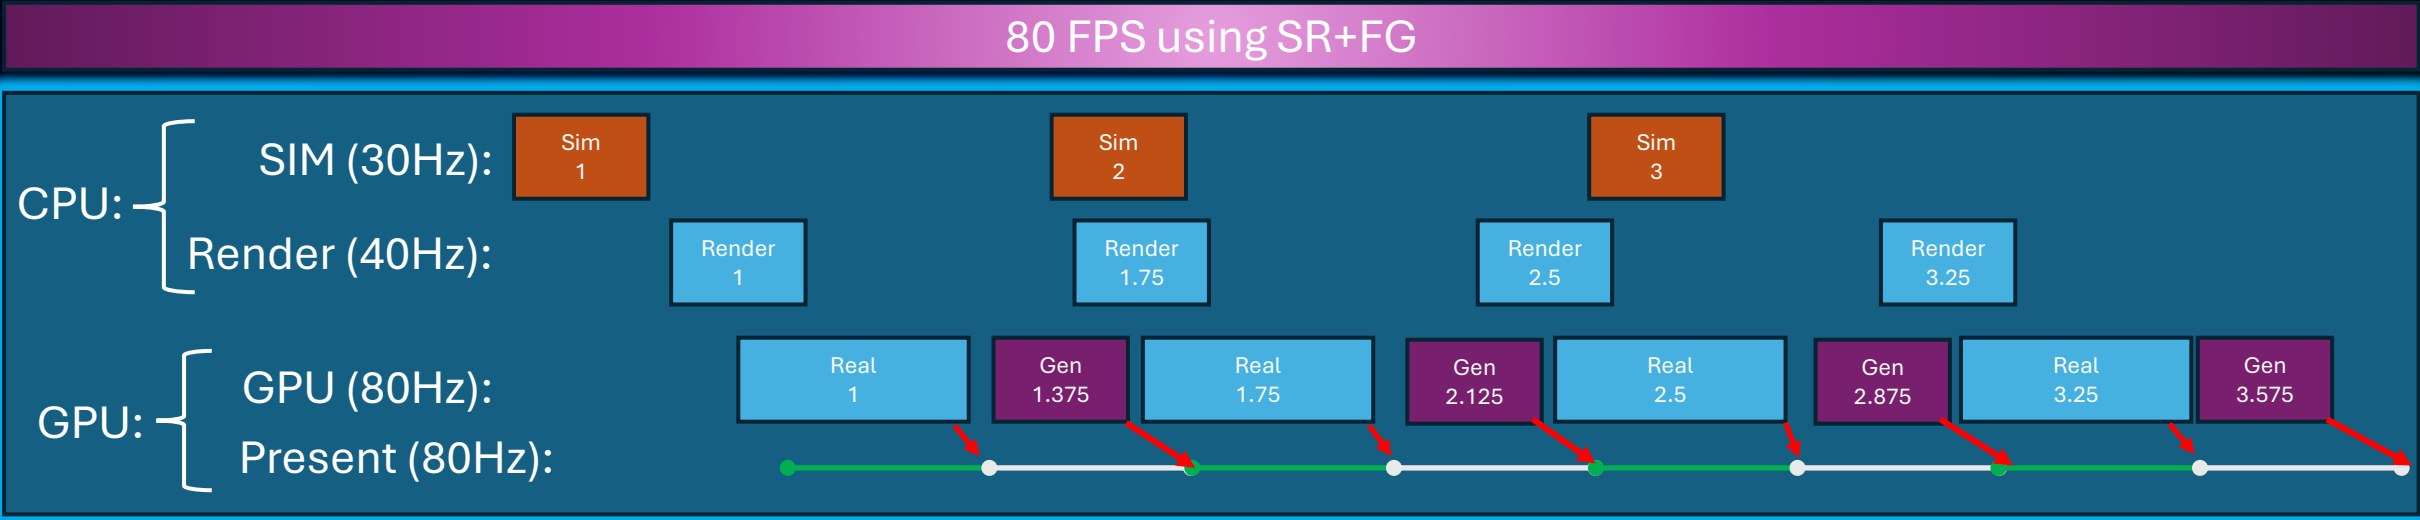 80 FPS using SR+FG
CPU:
SIM (30Hz):
Sim
1
Sim
2
Sim
3
Render (40Hz):
Render
1
Render
1.75
Render
2.5
Render
3.25
GPU:
GPU (80Hz):
Real
1
Gen
1.375
Real
1.75
Gen
2.125
Real
2.5
Gen
2.875
Real
3.25
Gen
3.575
Present (80Hz):